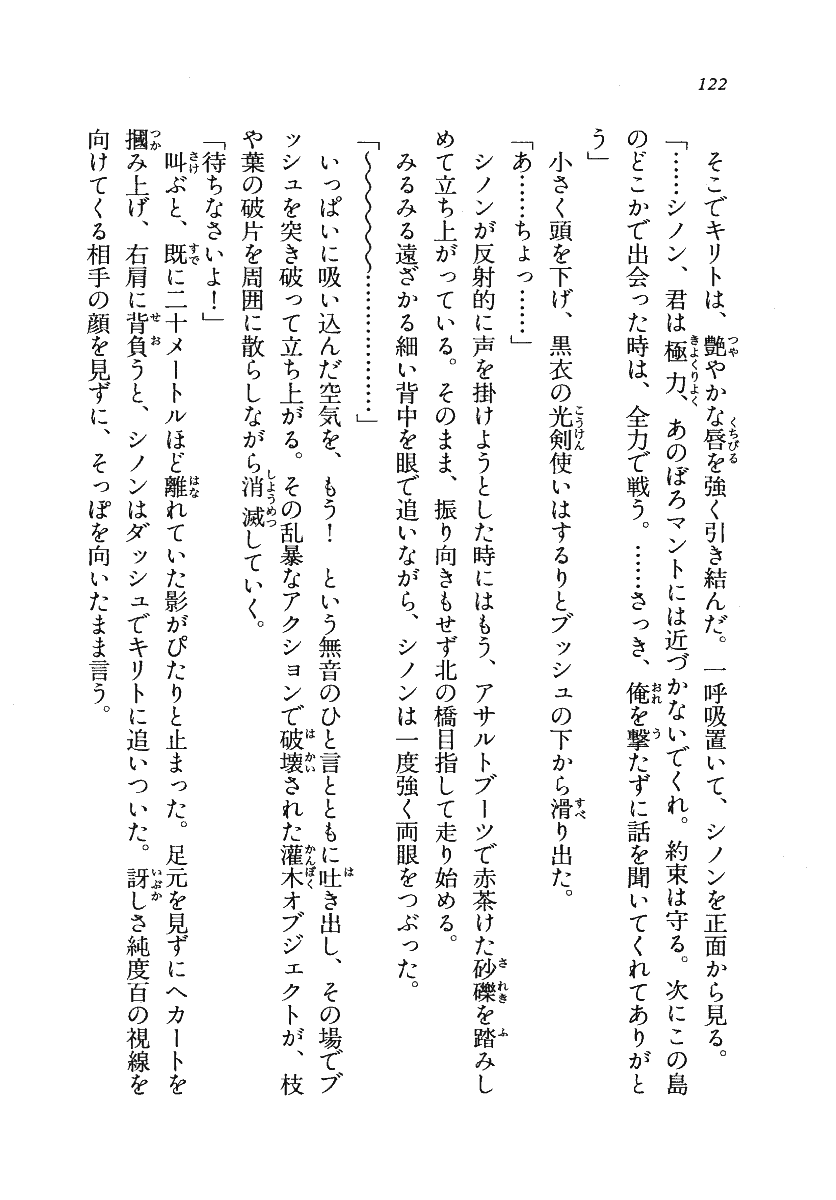 122
そこでキリトは、艶やかな唇を強く引き結んだ。一呼吸置いて、シノンを正面から見る。
「……シノン、君は極力、あのぼろマントには近づかないでくれ。約束は守る。次にこの島
のどこかで出会った時は、全力で戦う。……さっき、俺を撃たずに話を聞いてくれてありがと
う」
小さく頭を下げ、黒衣の光剣使いはするりとブッシュの下から滑り出た。
「あ……ちょっ……」
シノンが反射的に声を掛けようとした時にはもう、アサルトブーツで赤茶けた砂礫を踏みし
めて立ち上がっている。そのまま、振り向きもせず北の橋目指して走り始める。
みるみる遠ざかる細い背中を眼で追いながら、シノンは一度強く両眼をつぶった。
「〜〜〜〜〜〜………………」
いっぱいに吸い込んだ空気を、もう！　という無音のひと言とともに吐き出し、その場でブ
ッシュを突き破って立ち上がる。その乱暴なアクションで破壊された灌木オブジェクトが、枝
や葉の破片を周囲に散らしながら消滅していく。
「待ちなさいよ！」
叫ぶと、既に二十メートルほど離れていた影がぴたりと止まった。足元を見ずにヘカートを
摑み上げ、右肩に背負うと、シノンはダッシュでキリトに追いついた。訝しさ純度百の視線を
向けてくる相手の顔を見ずに、そっぽを向いたまま言う。